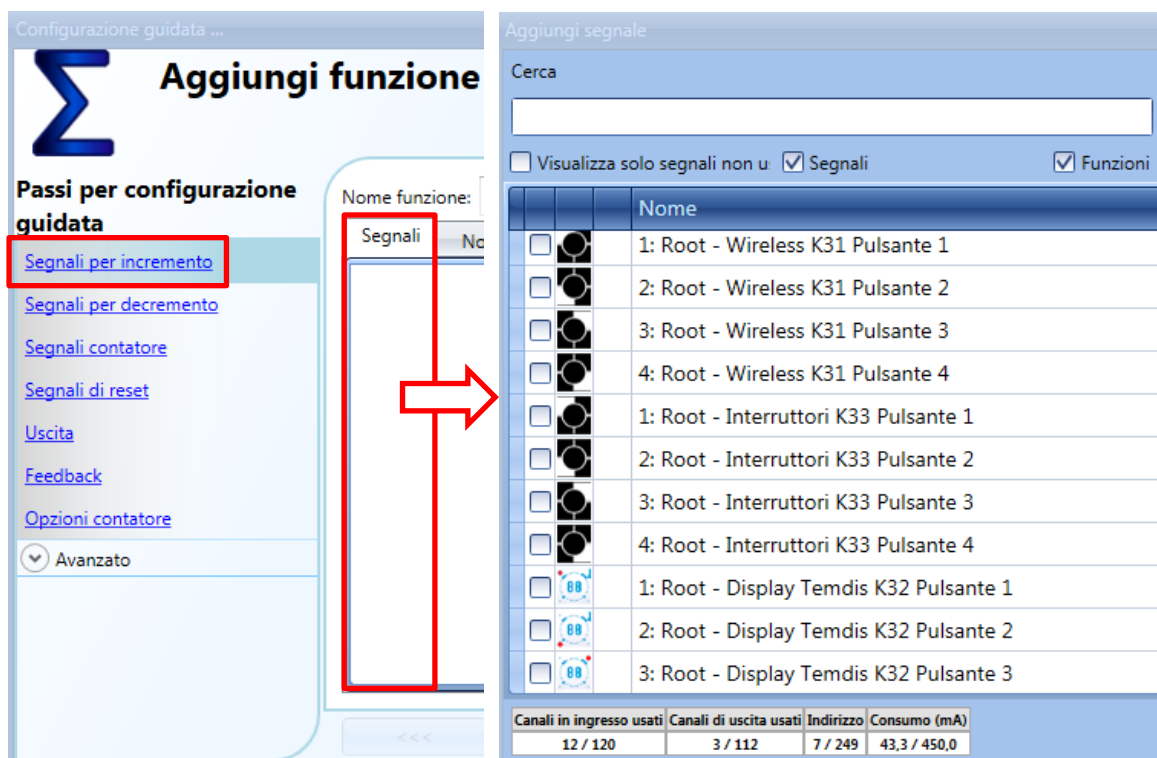 Configurazione guidata ...
Aggiungi funzione
Passi per configurazione
guidata
Segnali per incremento
Segnali per decremento
Segnali contatore
Segnali di reset
Uscita
Feedback
Opzioni contatore
Avanzato
Nome funzione:
Segnali No
<<<
Aggiungi segnale
Cerca
Visualizza solo segnali non u Segnali Funzioni
Nome
1: Root - Wireless K31 Pulsante 1
2: Root - Wireless K31 Pulsante 2
3: Root - Wireless K31 Pulsante 3
4: Root - Wireless K31 Pulsante 4
1: Root - Interruttori K33 Pulsante 1
2: Root - Interruttori K33 Pulsante 2
3: Root - Interruttori K33 Pulsante 3
4: Root - Interruttori K33 Pulsante 4
1: Root - Display Temdis K32 Pulsante 1
2: Root - Display Temdis K32 Pulsante 2
3: Root - Display Temdis K32 Pulsante 3
Canali in ingresso usati Canali di uscita usati Indirizzo Consumo (mA)
12 / 120 3 / 112 7 / 249 43,3 / 450,0